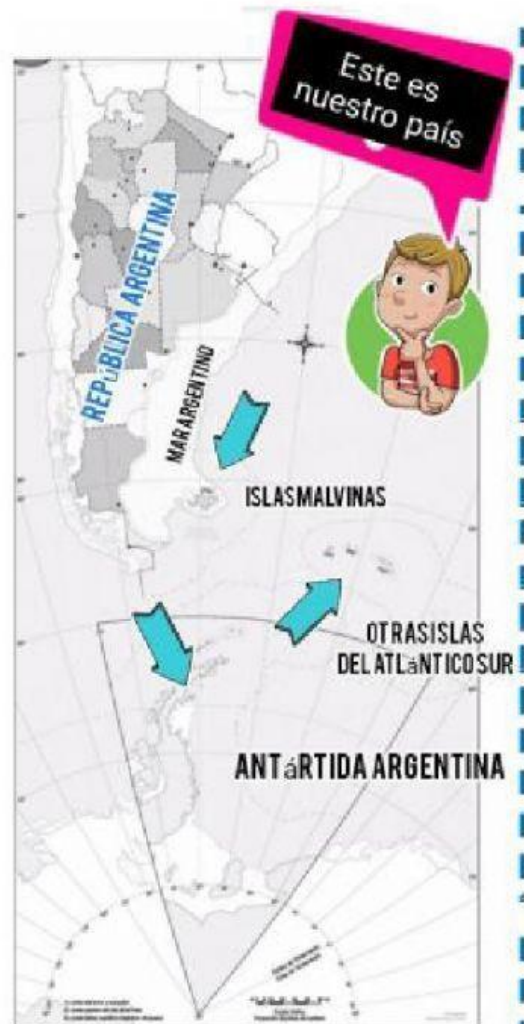 Este es
nuestro país
REPúBLICA ARGENTINA
MAR ARGENTINO
ISLAS MALVINAS
OTRAS ISLAS
DEL ATLáNTICO SUR
ANTáRTIDA ARGENTINA